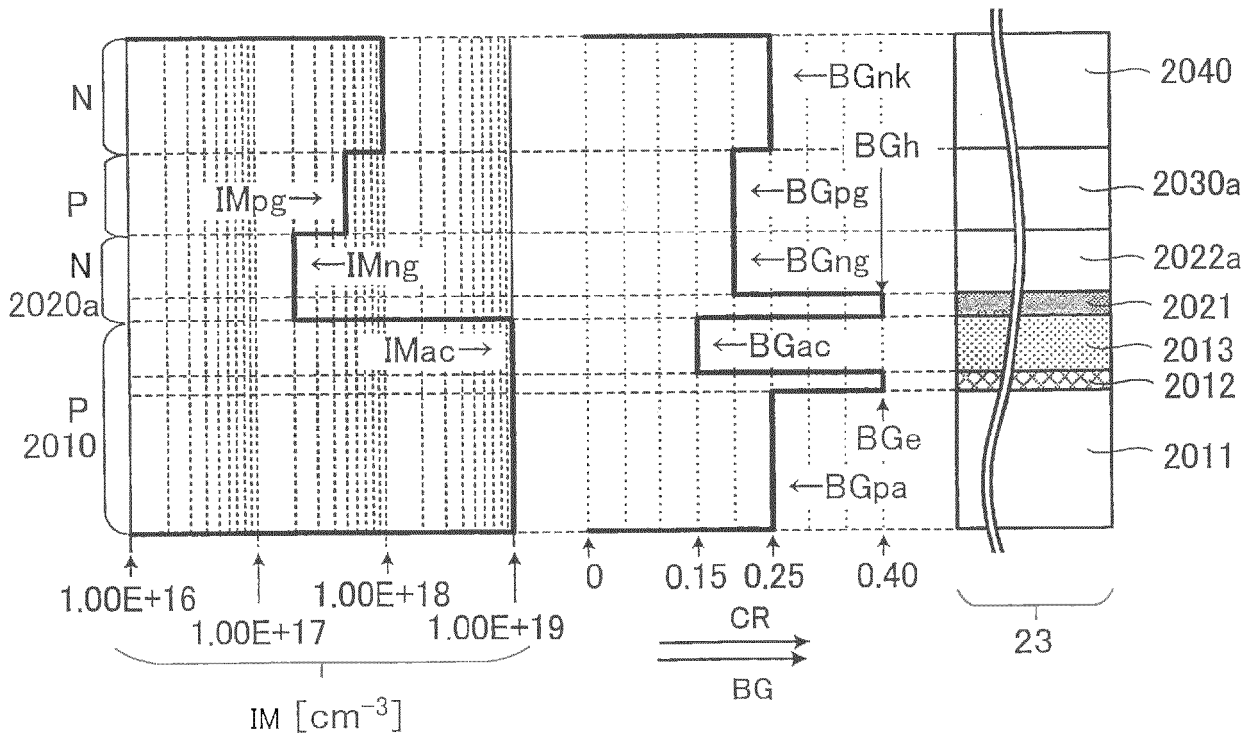 N
P
N
2020a
P
2010
IMpg→
←IMng
IMac→
←BGnk
BGh
←BGpg
←BGng
←BGac
BGe
←BGpa
2040
2030a
2022a
2021
2013
2012
2011
1.00E+16
1.00E+17
1.00E+18
1.00E+19
IM [cm⁻³]
0
0.15
0.25
0.40
CR
BG
23